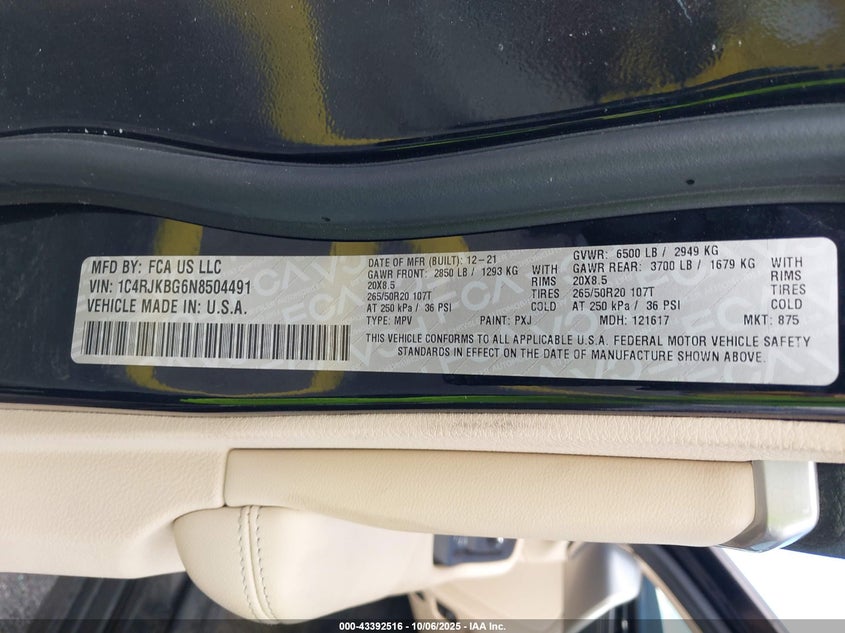 MFD BY: FCA US LLC
VIN: 1C4RJKBG6N8504491
VEHICLE MADE IN: U.S.A.
DATE OF MFR (BUILT): 12-21
GVWR: 6500 LB / 2949 KG
GAWR FRONT: 2850 LB / 1293 KG WITH
GAWR REAR: 3700 LB / 1679 KG WITH
20X8.5 RIMS
20X8.5 RIMS
265/50R20 107T TIRES
265/50R20 107T TIRES
AT 250 kPa / 36 PSI COLD
AT 250 kPa / 36 PSI COLD
TYPE: MPV PAINT: PXJ MDH: 121617 MKT: 875
THIS VEHICLE CONFORMS TO ALL APPLICABLE U.S.A. FEDERAL MOTOR VEHICLE SAFETY
STANDARDS IN EFFECT ON THE DATE OF MANUFACTURE SHOWN ABOVE.
000-43392516 - 10/06/2025 - IAA Inc.